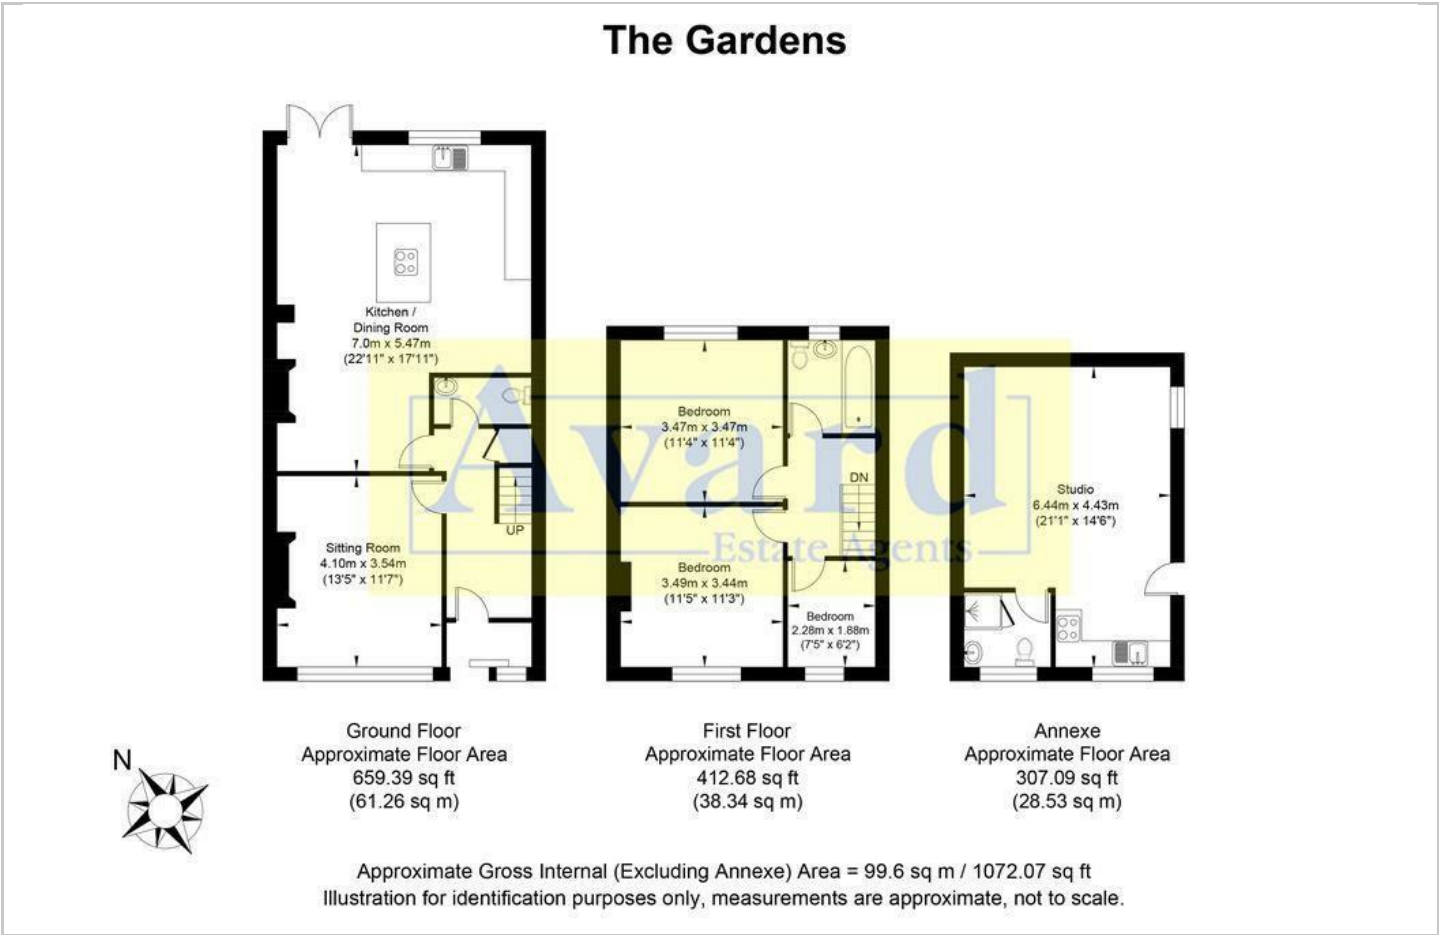 The Gardens
Kitchen /
Dining Room
7.0m x 5.47m
(22'11" x 17'11")
Sitting Room
4.10m x 3.54m
(13'5" x 11'7")
UP
Bedroom
3.47m x 3.47m
(11'4" x 11'4")
DN
Bedroom
3.49m x 3.44m
(11'5" x 11'3")
Bedroom
2.28m x 1.88m
(7'5" x 6'2")
Studio
6.44m x 4.43m
(21'1" x 14'6")
Avard
Estate Agents
Ground Floor
Approximate Floor Area
659.39 sq ft
(61.26 sq m)
First Floor
Approximate Floor Area
412.68 sq ft
(38.34 sq m)
Annexe
Approximate Floor Area
307.09 sq ft
(28.53 sq m)
N
Approximate Gross Internal (Excluding Annexe) Area = 99.6 sq m / 1072.07 sq ft
Illustration for identification purposes only, measurements are approximate, not to scale.